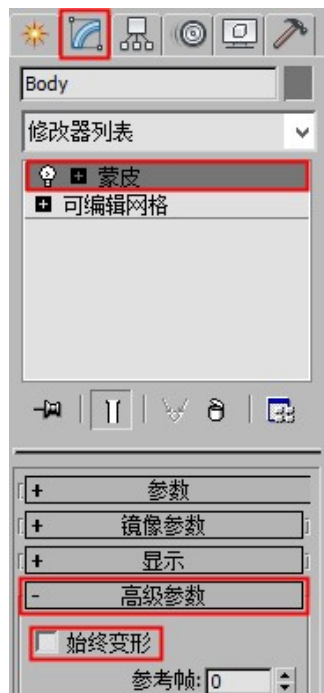 Body
修改器列表
蒙皮
可编辑网格
+ 参数
+ 镜像参数
+ 显示
- 高级参数
始终变形
参考帧: 0